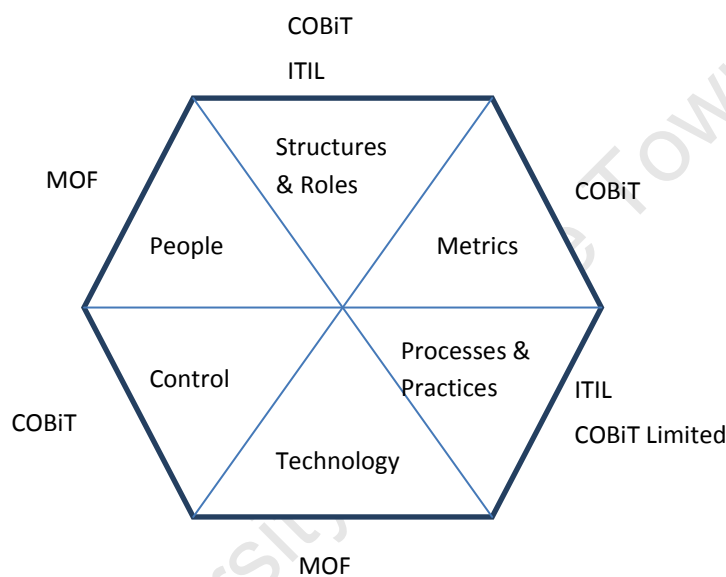 COBiT
ITIL
Structures
& Roles
MOF
COBiT
People
Metrics
Processes &
Practices
Control
ITIL
COBiT
COBiT Limited
Technology
MOF